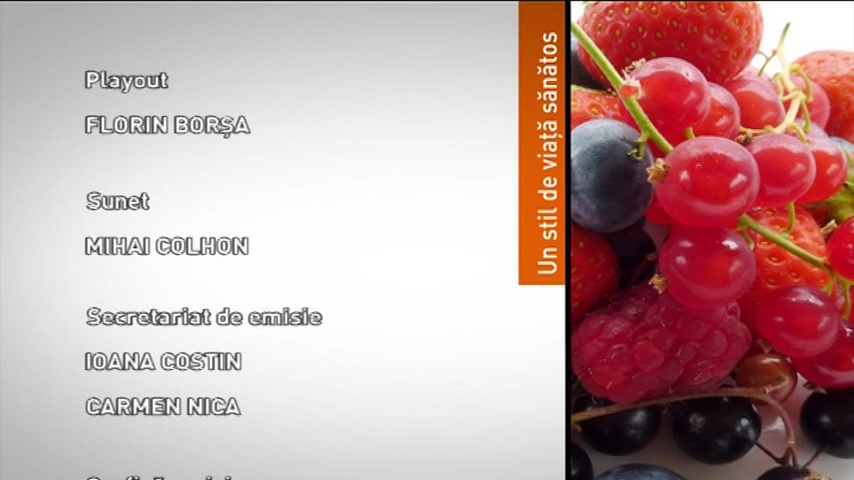 Playout
FLORIN BORȘA
Sunet
MIHAI COLHON
Secretariat de emisie
IOANA COSTIN
CARMEN NICA
Un stil de viață sănătos